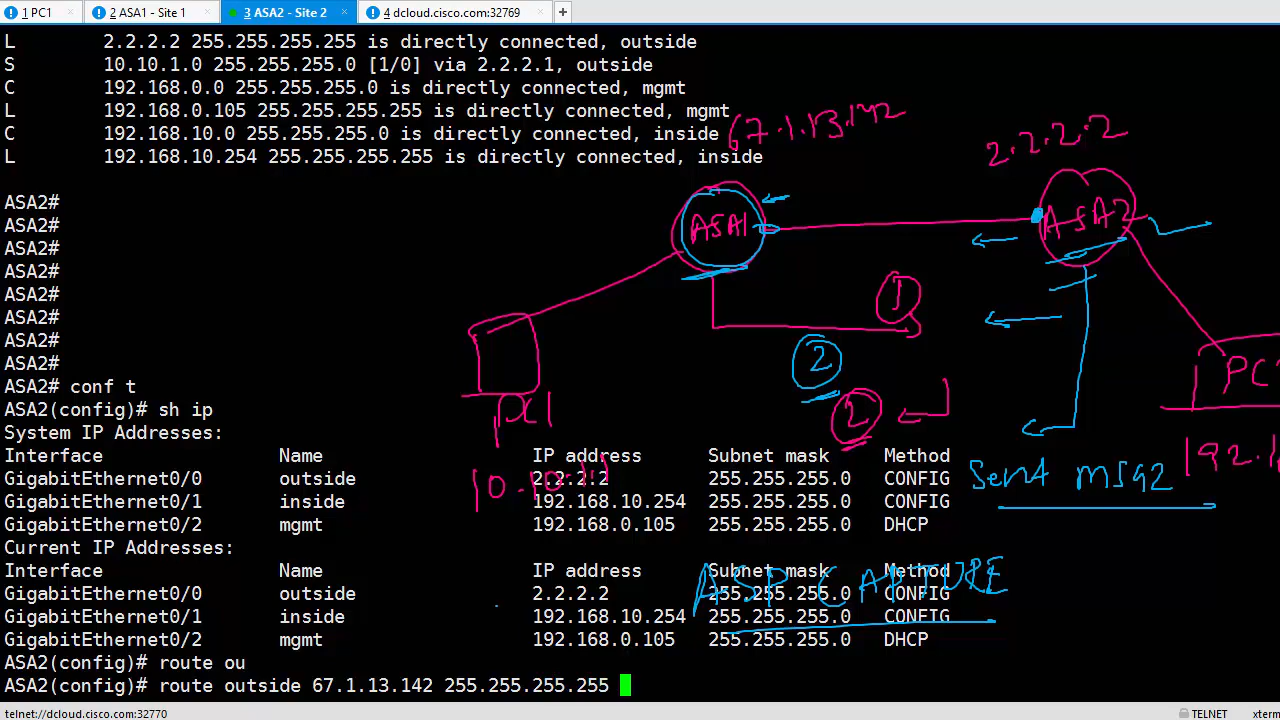 1 PC1 × 2 ASA1 - Site 1 × 3 ASA2 - Site 2 × 4 dcloud.cisco.com:32769 × +
L 2.2.2.2 255.255.255.255 is directly connected, outside
S 10.10.1.0 255.255.255.0 [1/0] via 2.2.2.1, outside
C 192.168.0.0 255.255.255.0 is directly connected, mgmt
L 192.168.0.105 255.255.255.255 is directly connected, mgmt
C 192.168.10.0 255.255.255.0 is directly connected, inside
L 192.168.10.254 255.255.255.255 is directly connected, inside
67.1.13.142
2.2.2.2
ASA1
ASA2
ASA2#
ASA2#
ASA2#
ASA2#
ASA2#
ASA2#
ASA2#
ASA2#
1
2
2
PC1
PC
10.10.1.1
192.1
Sent msg2
ASP CAPTURE
ASA2# conf t
ASA2(config)# sh ip
System IP Addresses:
Interface Name IP address Subnet mask Method
GigabitEthernet0/0 outside 2.2.2.2 255.255.255.0 CONFIG
GigabitEthernet0/1 inside 192.168.10.254 255.255.255.0 CONFIG
GigabitEthernet0/2 mgmt 192.168.0.105 255.255.255.0 DHCP
Current IP Addresses:
Interface Name IP address Subnet mask Method
GigabitEthernet0/0 outside 2.2.2.2 255.255.255.0 CONFIG
GigabitEthernet0/1 inside 192.168.10.254 255.255.255.0 CONFIG
GigabitEthernet0/2 mgmt 192.168.0.105 255.255.255.0 DHCP
ASA2(config)# route ou
ASA2(config)# route outside 67.1.13.142 255.255.255.255
telnet://dcloud.cisco.com:32770 TELNET xterm